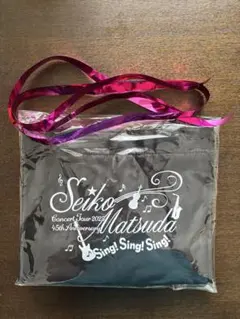 Seiko
Matsuda
Concert Tour 2025
45th Anniversary
Sing! Sing! Sing!